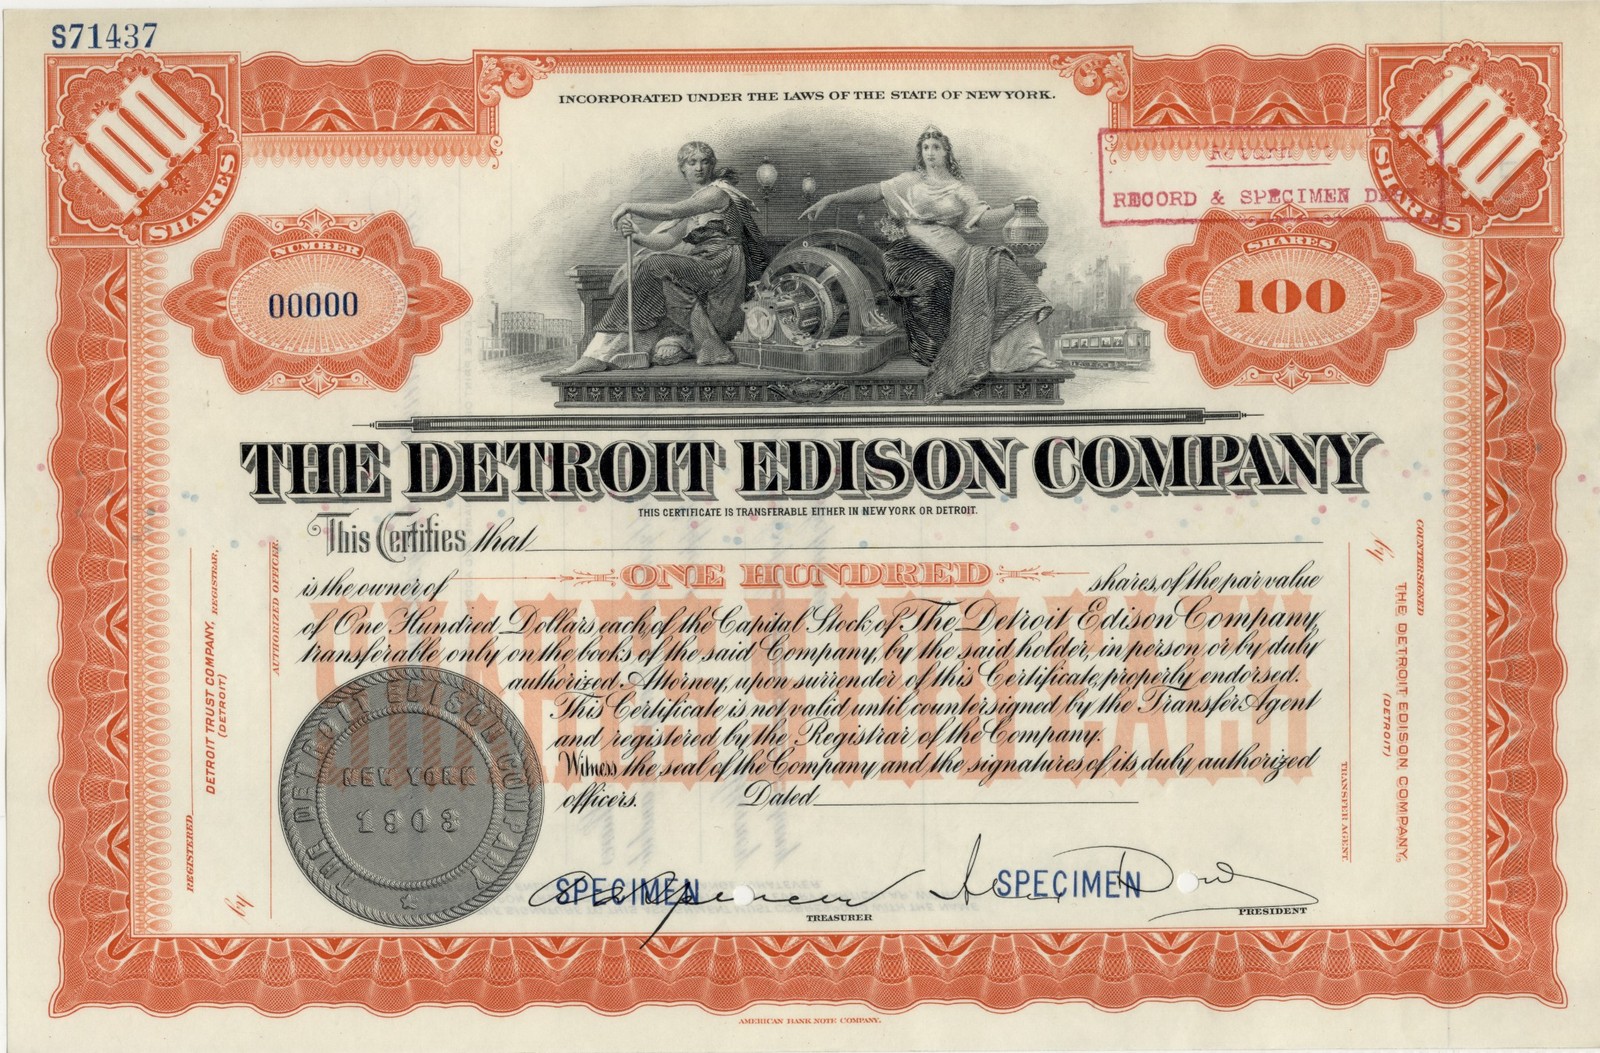 S71437
100
SHARES
INCORPORATED UNDER THE LAWS OF THE STATE OF NEW YORK.
RECORD & SPECIMEN
100
SHARES
NUMBER
00000
SHARES
100
THE DETROIT EDISON COMPANY
THIS CERTIFICATE IS TRANSFERABLE EITHER IN NEW YORK OR DETROIT.
This Certifies that
is the owner of ONE HUNDRED shares, of the par value
of One Hundred Dollars each, of the Capital Stock, of The Detroit Edison Company,
transferable only on the books of the said Company, by the said holder, in person, or by duly
authorized Attorney, upon surrender of this Certificate, properly endorsed.
This Certificate is not valid until countersigned by the Transfer Agent
and registered by the Registrar of the Company.
Witness the seal of the Company and the signatures of its duly authorized
officers. Dated
THE DETROIT EDISON COMPANY
NEW YORK
1903
SPECIMEN
TREASURER
SPECIMEN
PRESIDENT
REGISTERED
DETROIT TRUST COMPANY, REGISTRAR,
(DETROIT)
by
AUTHORIZED OFFICER.
COUNTERSIGNED
THE DETROIT EDISON COMPANY,
(DETROIT)
by
TRANSFER AGENT
AMERICAN BANK NOTE COMPANY.